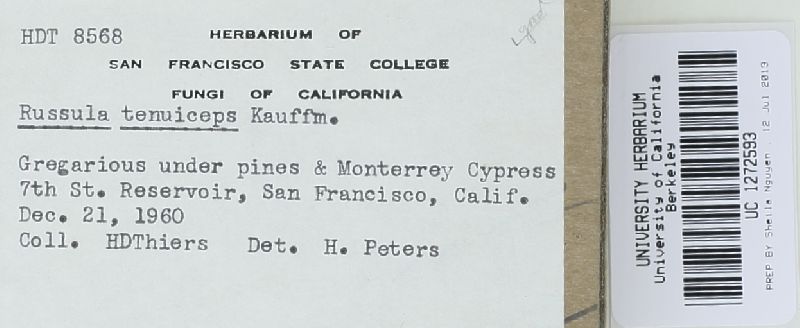 HDT 8568 HERBARIUM OF
SAN FRANCISCO STATE COLLEGE
FUNGI OF CALIFORNIA
Russula tenuiceps Kauffm.
Gregarious under pines & Monterrey Cypress
7th St. Reservoir, San Francisco, Calif.
Dec. 21, 1960
Coll. HDThiers Det. H. Peters
UNIVERSITY HERBARIUM
University of California
Berkeley
UC 1272593
PREP BY Sheila Nguyen . 12 Jul 2013